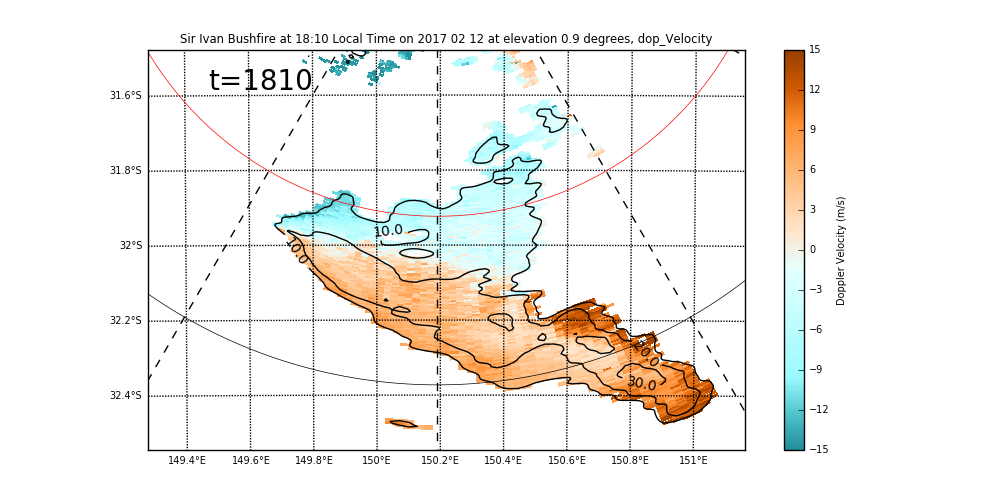 Sir Ivan Bushfire at 18:10 Local Time on 2017 02 12 at elevation 0.9 degrees, dop_Velocity
t=1810
31.6°S
31.8°S
32°S
32.2°S
32.4°S
149.4°E 149.6°E 149.8°E 150°E 150.2°E 150.4°E 150.6°E 150.8°E 151°E
10.0
10.0
30.0
15
12
9
6
3
0
−3
−6
−9
−12
−15
Doppler Velocity (m/s)